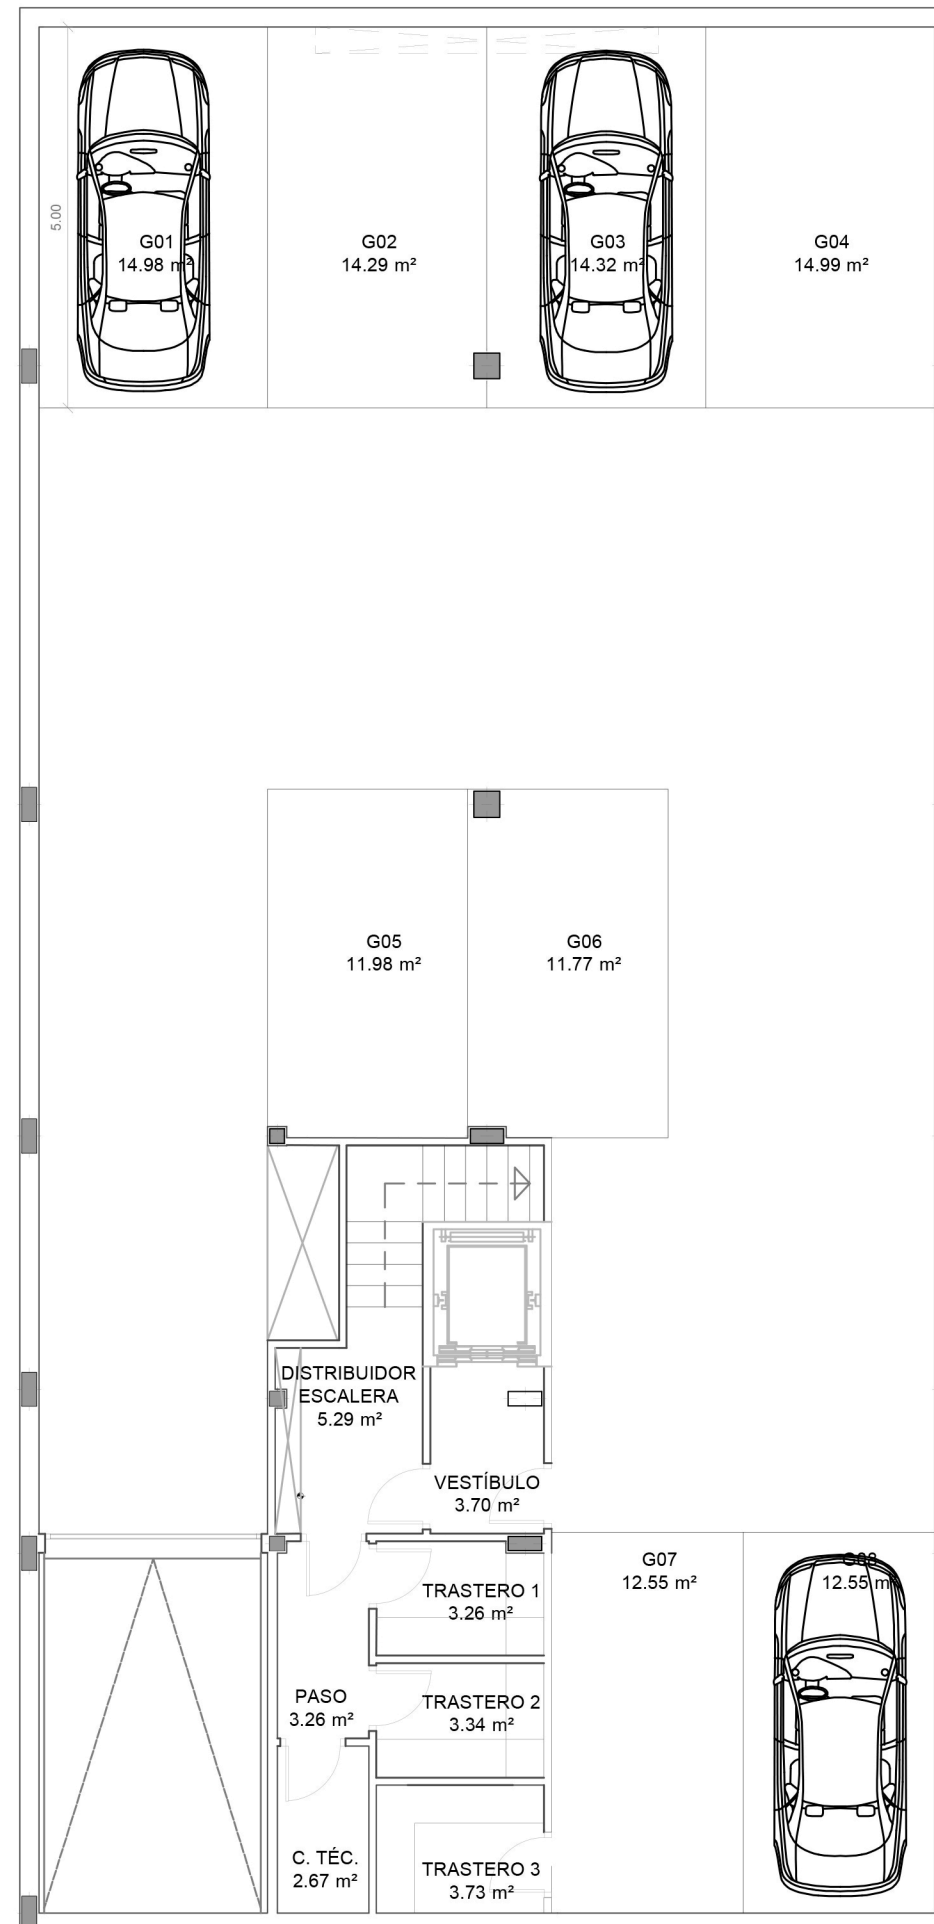 5.00
G01
14.98 m²
G02
14.29 m²
G03
14.32 m²
G04
14.99 m²
G05
11.98 m²
G06
11.77 m²
DISTRIBUIDOR
ESCALERA
5.29 m²
VESTÍBULO
3.70 m²
G07
12.55 m²
12.55 m²
TRASTERO 1
3.26 m²
PASO
3.26 m²
TRASTERO 2
3.34 m²
C. TÉC.
2.67 m²
TRASTERO 3
3.73 m²